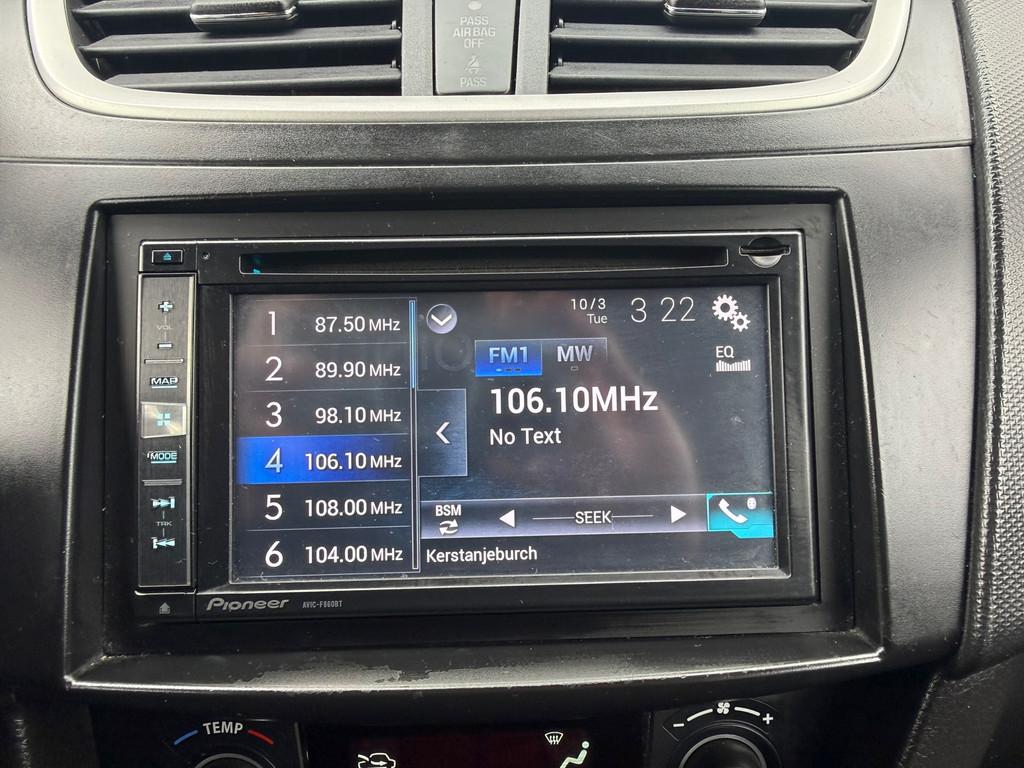 PASS
AIR BAG
OFF
PASS
VOL
MAP
MODE
TRK
1 87.50 MHz
2 89.90 MHz
3 98.10 MHz
4 106.10 MHz
5 108.00 MHz
6 104.00 MHz
10/3
Tue
3 22
FM1 MW
EQ
106.10MHz
No Text
BSM
SEEK
Kerstanjeburch
Pioneer AVIC-F860BT
TEMP
- +